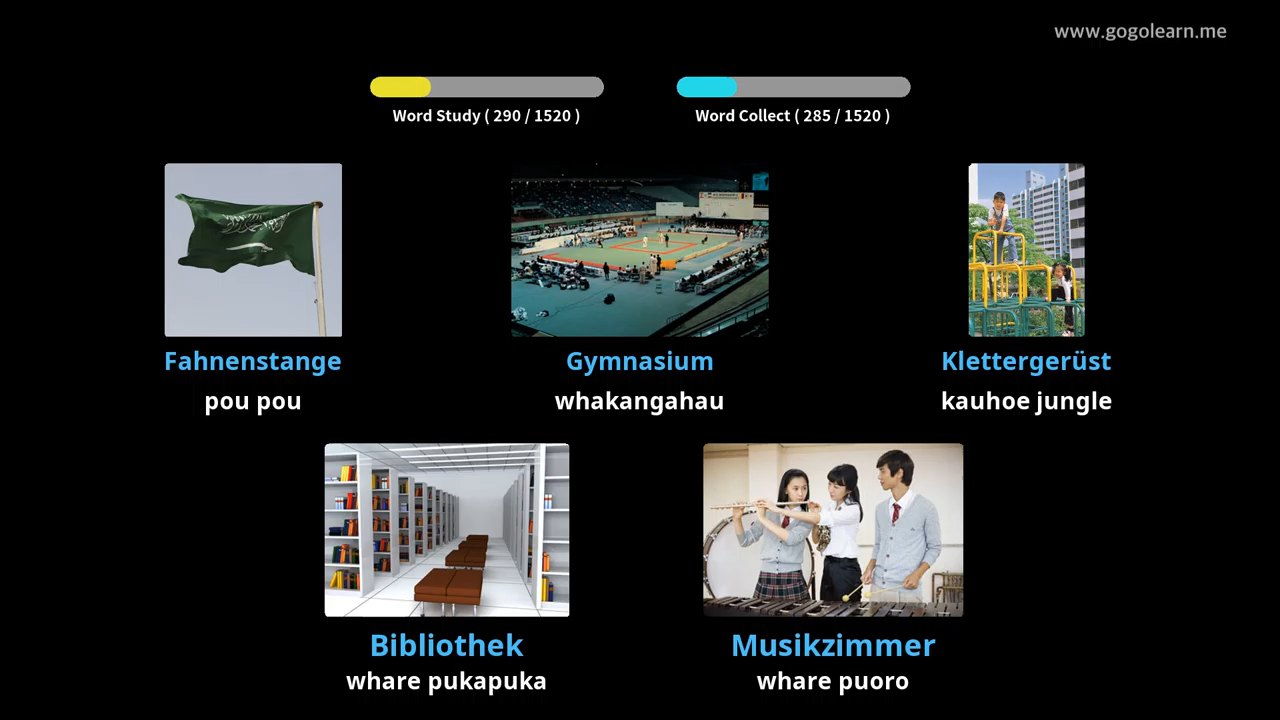 www.gogolearn.me
Word Study ( 290 / 1520 )
Word Collect ( 285 / 1520 )
Fahnenstange
Gymnasium
Klettergerüst
pou pou
whakangahau
kauhoe jungle
Bibliothek
Musikzimmer
whare pukapuka
whare puoro